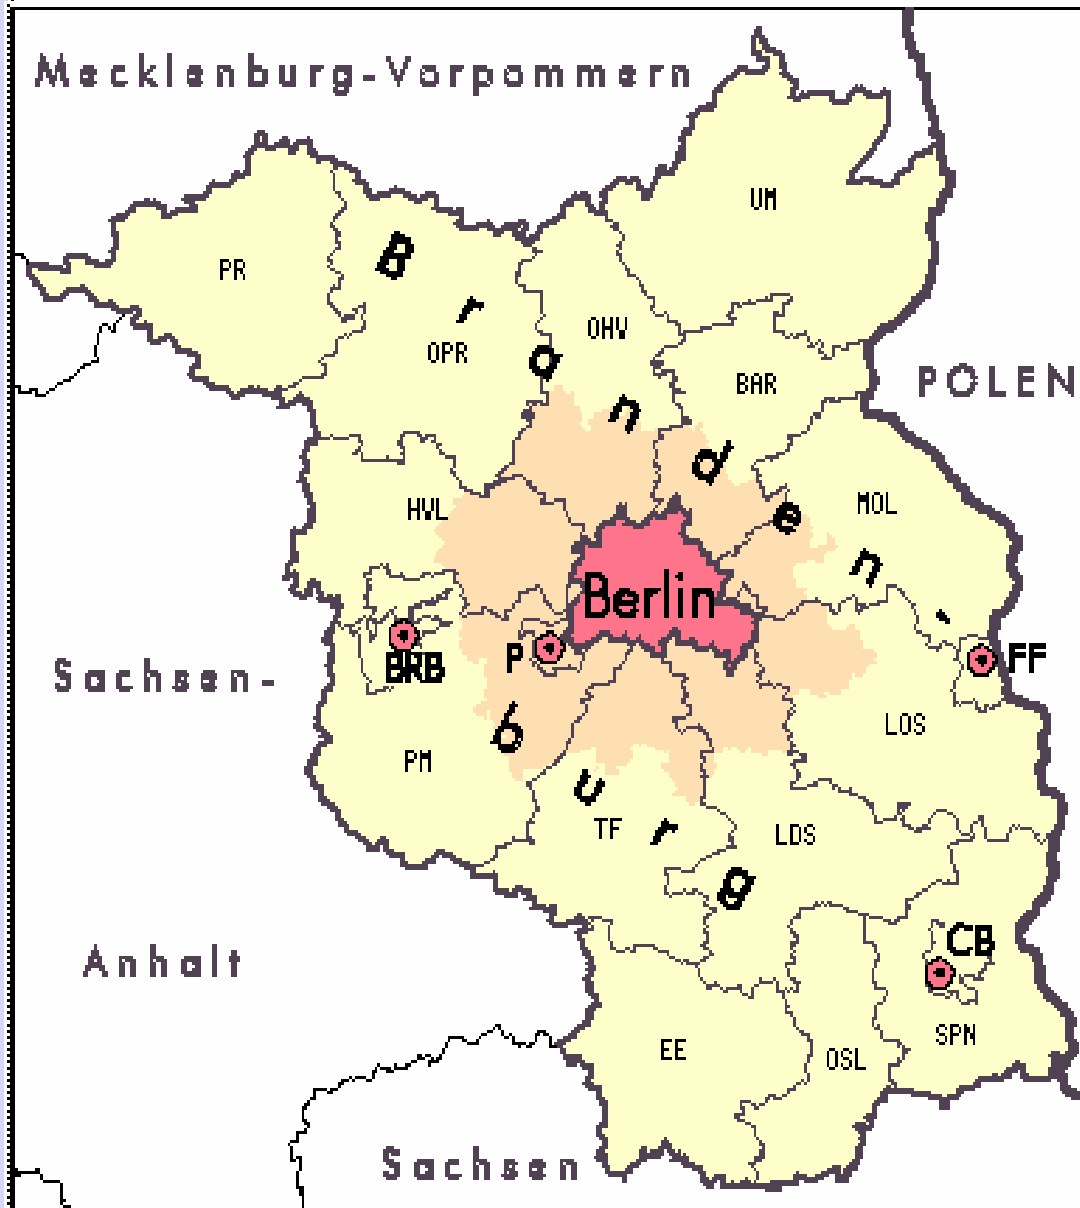 Mecklenburg-Vorpommern
UM
PR
OHV
OPR
BAR
POLEN
Brandenburg
HVL
MOL
Berlin
P
FF
BRB
Sachsen-
LOS
PM
TF
LDS
CB
Anhalt
SPN
EE
OSL
Sachsen